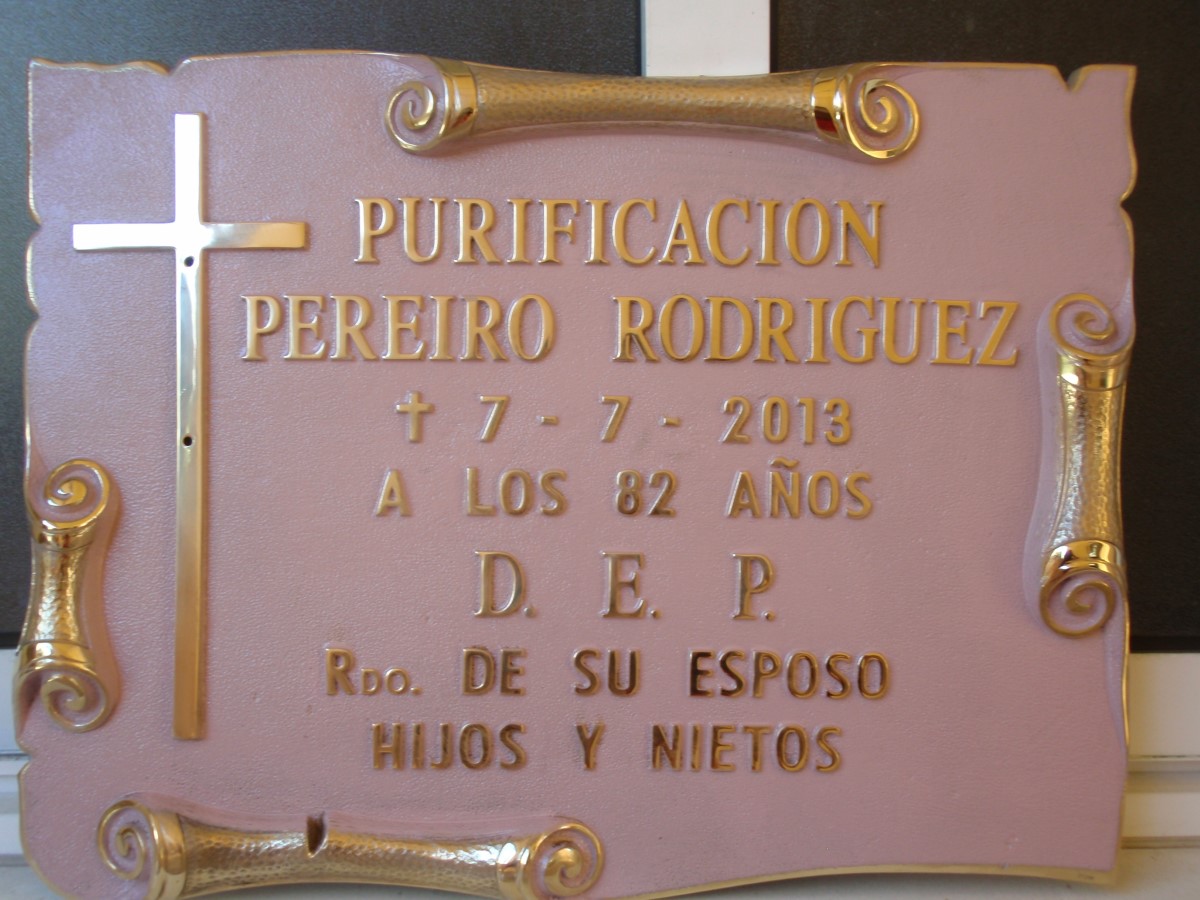 PURIFICACION
PEREIRO RODRIGUEZ
† 7 - 7 - 2013
A LOS 82 AÑOS
D. E. P.
RDO. DE SU ESPOSO
HIJOS Y NIETOS